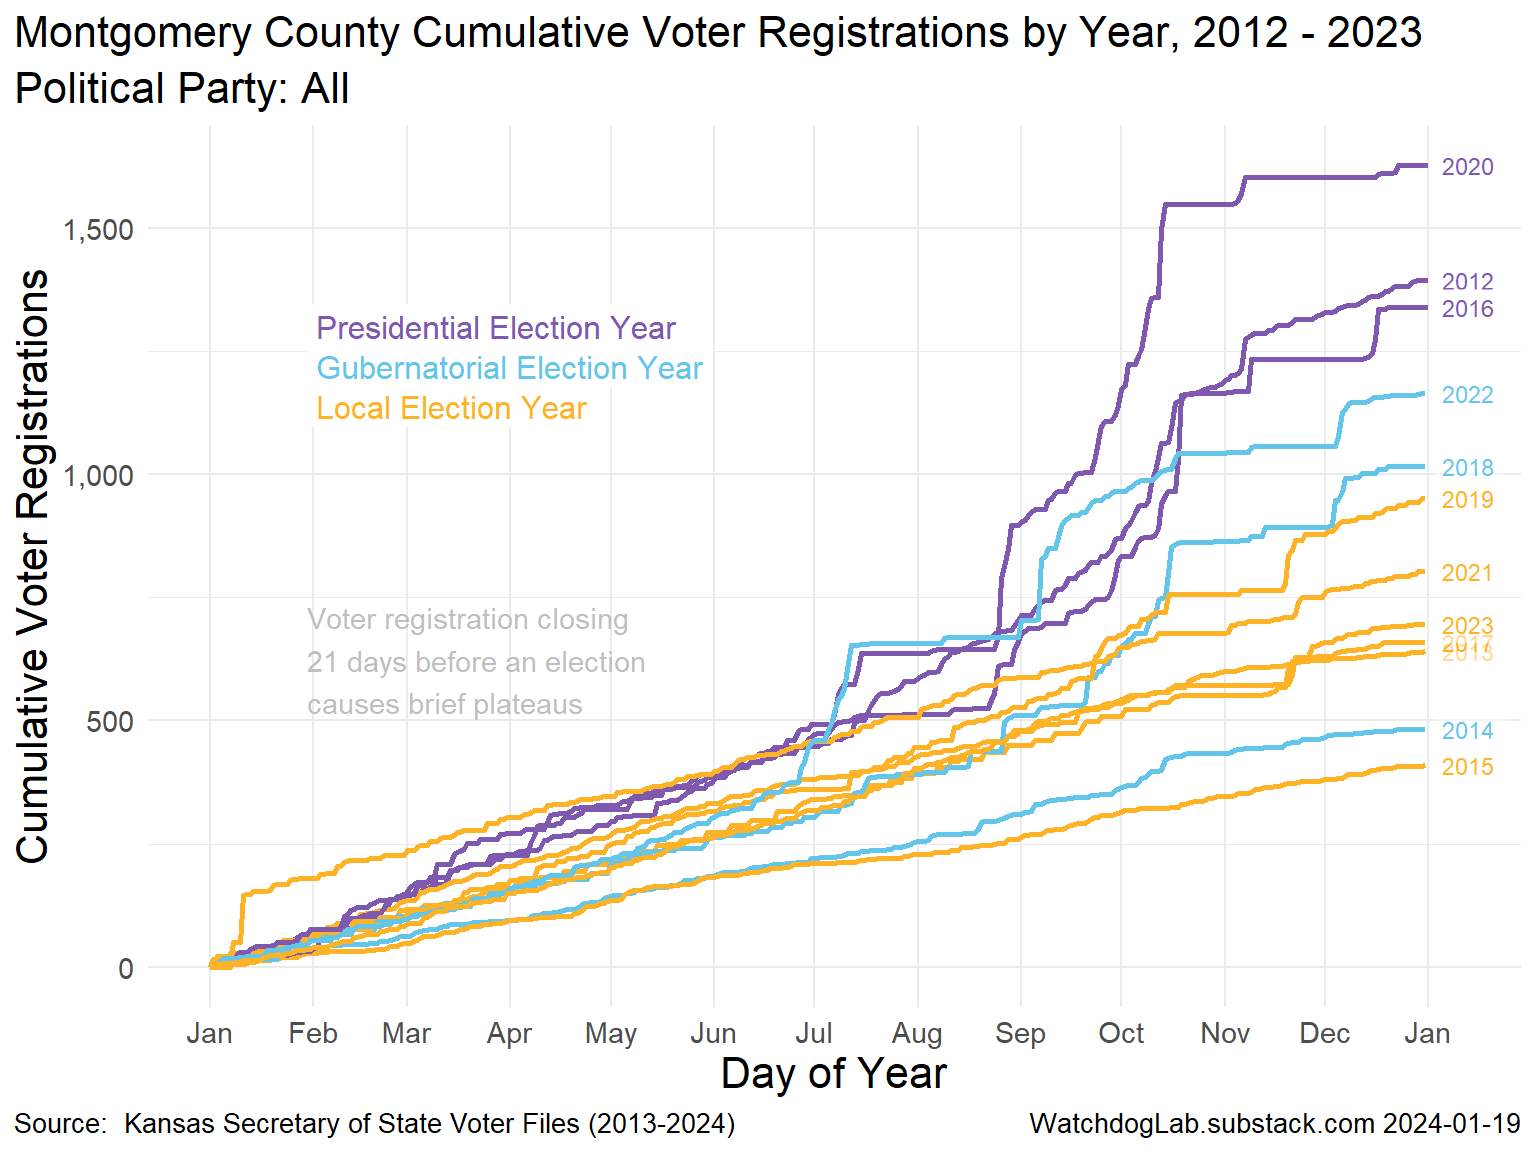 Montgomery County Cumulative Voter Registrations by Year, 2012 - 2023
Political Party: All
Cumulative Voter Registrations
1,500
1,000
500
0
Presidential Election Year
Gubernatorial Election Year
Local Election Year
Voter registration closing
21 days before an election
causes brief plateaus
2020
2012
2016
2022
2018
2019
2021
2023
2017
2013
2014
2015
Jan Feb Mar Apr May Jun Jul Aug Sep Oct Nov Dec Jan
Day of Year
Source:  Kansas Secretary of State Voter Files (2013-2024)
WatchdogLab.substack.com 2024-01-19